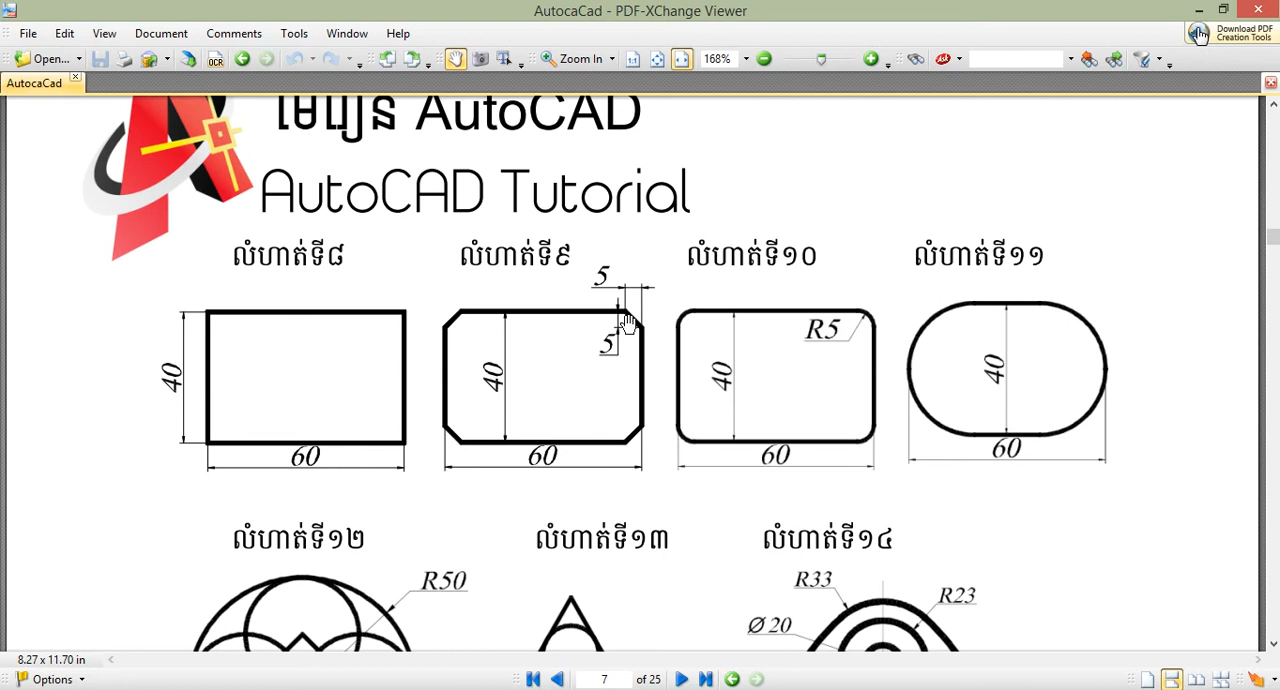 AutocaCad - PDF-XChange Viewer
File Edit View Document Comments Tools Window Help
Download PDF
Creation Tools
Open... OCR Zoom In 168%
AutocaCad
មេរៀន AutoCAD
AutoCAD Tutorial
លំហាត់ទី៨ លំហាត់ទី៩ លំហាត់ទី១០ លំហាត់ទី១១
5
5
R5
40 40 40 40
60 60 60 60
លំហាត់ទី១២ លំហាត់ទី១៣ លំហាត់ទី១៤
R50 R33 R23
Ø 20
8.27 x 11.70 in
Options 7 of 25